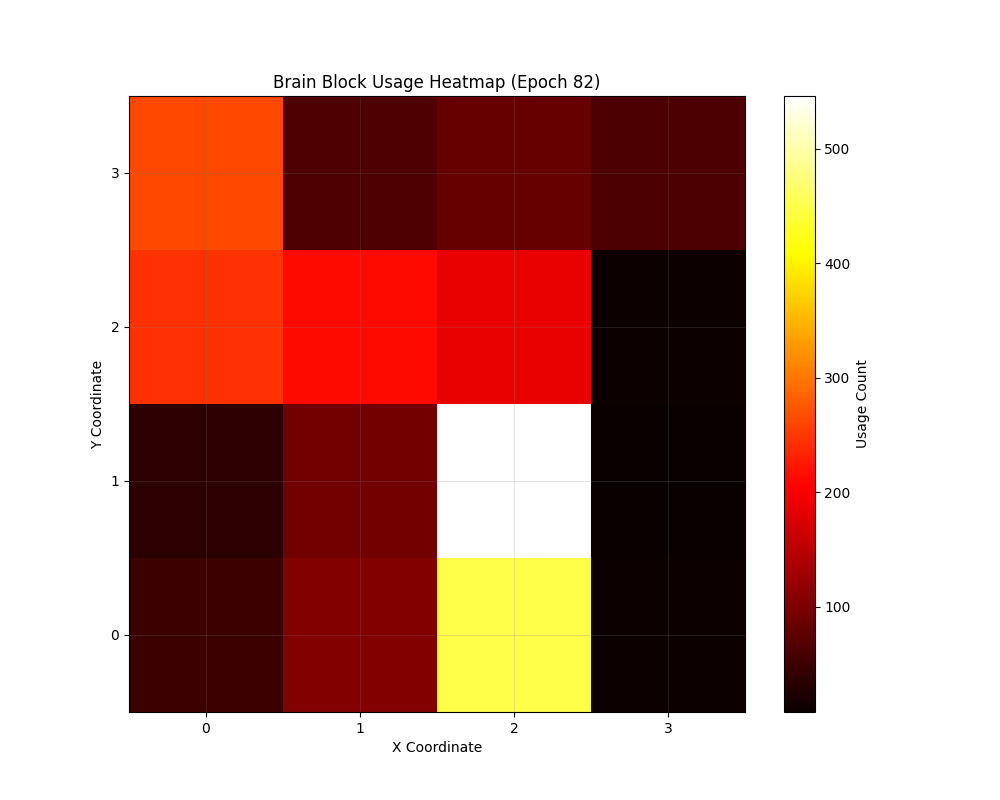 Brain Block Usage Heatmap (Epoch 82)
3
2
1
0
Y Coordinate
0 1 2 3
X Coordinate
500
400
300
200
100
Usage Count